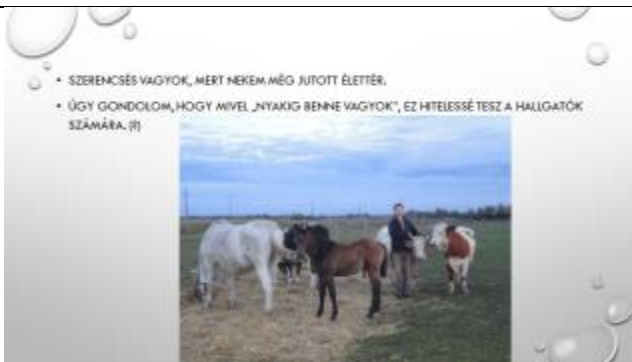 • SZERENCSÉS VAGYOK, MERT NEKEM MÉG JUTOTT ÉLETTÉR.
• ÚGY GONDOLOM, HOGY MIVEL „NYAKIG BENNE VAGYOK”, EZ HITELESSÉ TESZ A HALLGATÓK
SZÁMÁRA. (?)